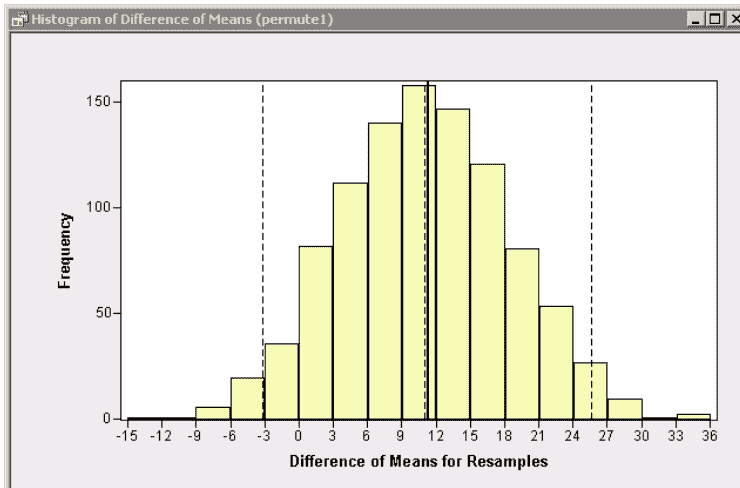 Histogram of Difference of Means (permute1)
150
100
50
0
Frequency
-15 -12 -9 -6 -3 0 3 6 9 12 15 18 21 24 27 30 33 36
Difference of Means for Resamples